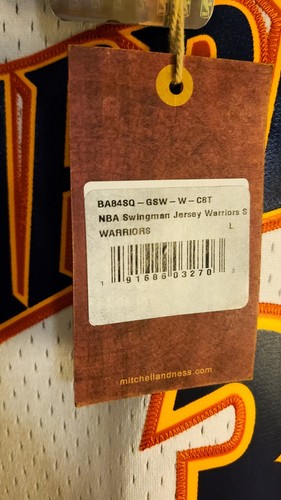 BA84SQ-GSW-W-C8T
NBA Swingman Jersey Warriors S
WARRIORS L
1 91686 03270 3
mitchellandness.com